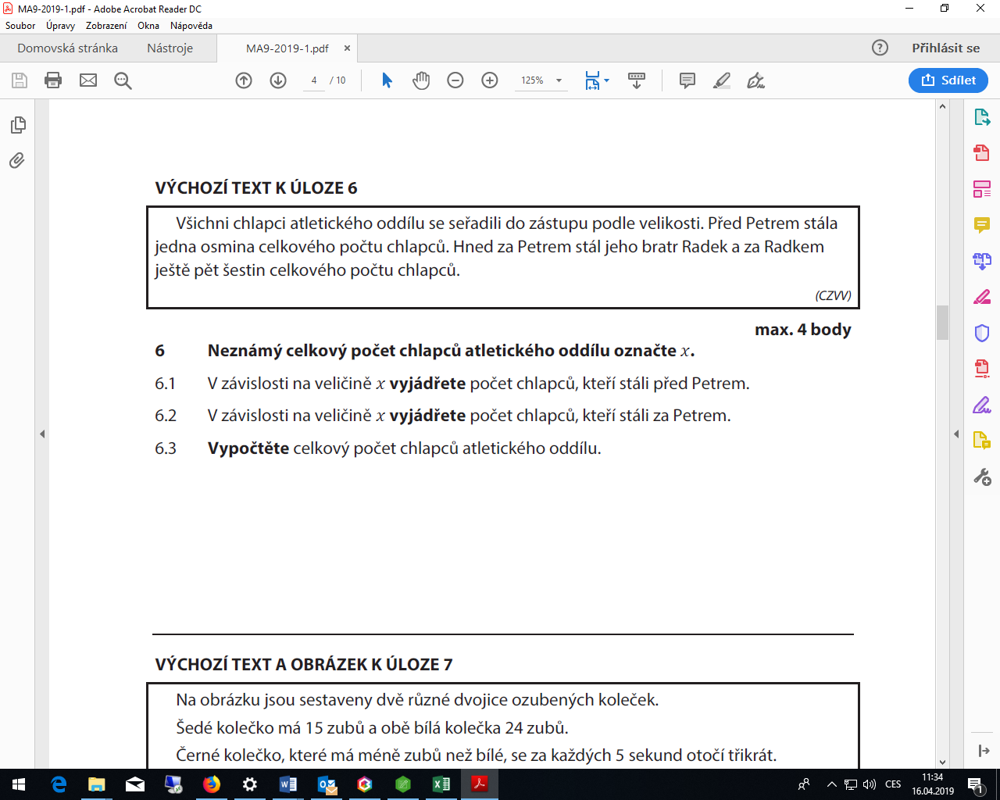 MA9-2019-1.pdf - Adobe Acrobat Reader DC
Soubor Úpravy Zobrazení Okna Nápověda
Domovská stránka Nástroje MA9-2019-1.pdf × Přihlásit se
4 / 10 125% Sdílet
VÝCHOZÍ TEXT K ÚLOZE 6
Všichni chlapci atletického oddílu se seřadili do zástupu podle velikosti. Před Petrem stála
jedna osmina celkového počtu chlapců. Hned za Petrem stál jeho bratr Radek a za Radkem
ještě pět šestin celkového počtu chlapců.
(CZVV)
max. 4 body
6 Neznámý celkový počet chlapců atletického oddílu označte x.
6.1 V závislosti na veličině x vyjádřete počet chlapců, kteří stáli před Petrem.
6.2 V závislosti na veličině x vyjádřete počet chlapců, kteří stáli za Petrem.
6.3 Vypočtěte celkový počet chlapců atletického oddílu.
VÝCHOZÍ TEXT A OBRÁZEK K ÚLOZE 7
Na obrázku jsou sestaveny dvě různé dvojice ozubených koleček.
Šedé kolečko má 15 zubů a obě bílá kolečka 24 zubů.
Černé kolečko, které má méně zubů než bílé, se za každých 5 sekund otočí třikrát.
CES 11:34
16.04.2019 1